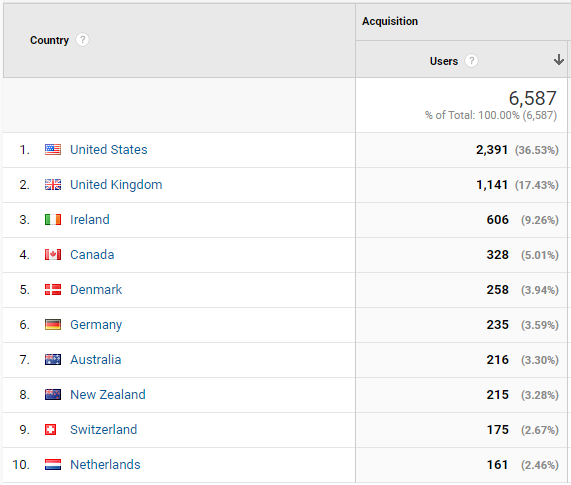 Acquisition
Country ?
Users ?
6,587
% of Total: 100.00% (6,587)
1. United States 2,391 (36.53%)
2. United Kingdom 1,141 (17.43%)
3. Ireland 606 (9.26%)
4. Canada 328 (5.01%)
5. Denmark 258 (3.94%)
6. Germany 235 (3.59%)
7. Australia 216 (3.30%)
8. New Zealand 215 (3.28%)
9. Switzerland 175 (2.67%)
10. Netherlands 161 (2.46%)